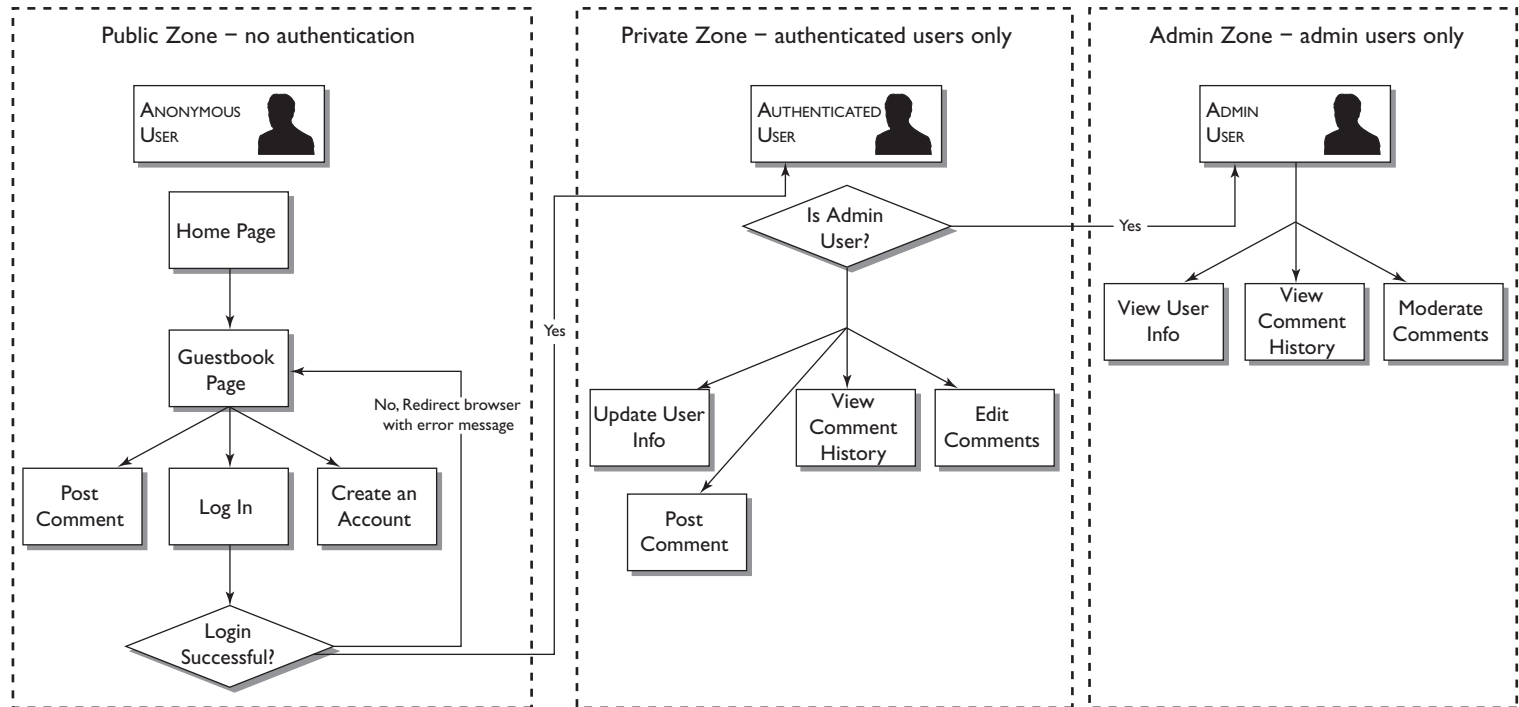 Public Zone – no authentication
ANONYMOUS
USER
Home Page
Guestbook
Page
No, Redirect browser
with error message
Post
Comment
Log In
Create an
Account
Login
Successful?
Yes
Private Zone – authenticated users only
AUTHENTICATED
USER
Is Admin
User?
Yes
Update User
Info
View
Comment
History
Edit
Comments
Post
Comment
Admin Zone – admin users only
ADMIN
USER
View User
Info
View
Comment
History
Moderate
Comments